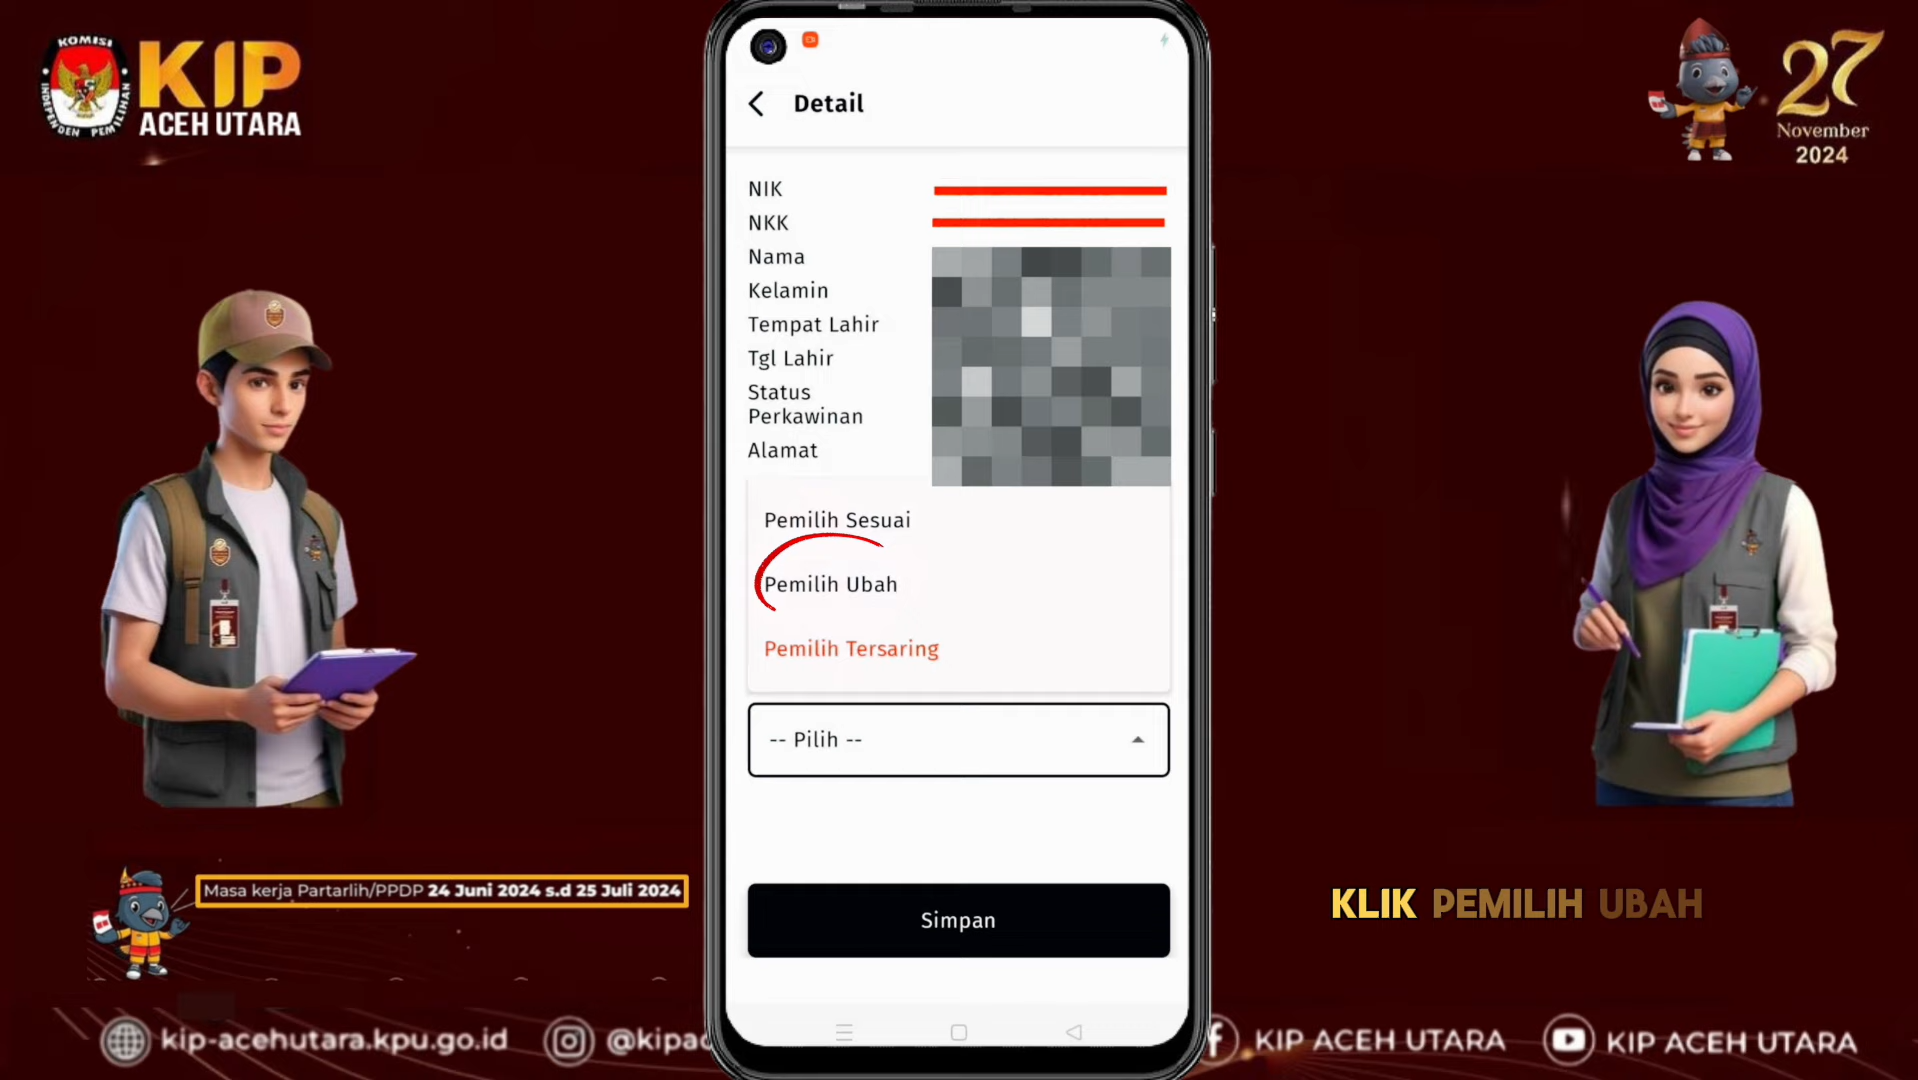 KOMISI
INDEPENDEN PEMILIHAN
KIP
ACEH UTARA
27
November
2024
Detail
NIK
NKK
Nama
Kelamin
Tempat Lahir
Tgl Lahir
Status
Perkawinan
Alamat
Pemilih Sesuai
Pemilih Ubah
Pemilih Tersaring
-- Pilih --
Simpan
Masa kerja Partarlih/PPDP 24 Juni 2024 s.d 25 Juli 2024
KLIK PEMILIH UBAH
kip-acehutara.kpu.go.id
@kipac
KIP ACEH UTARA
KIP ACEH UTARA